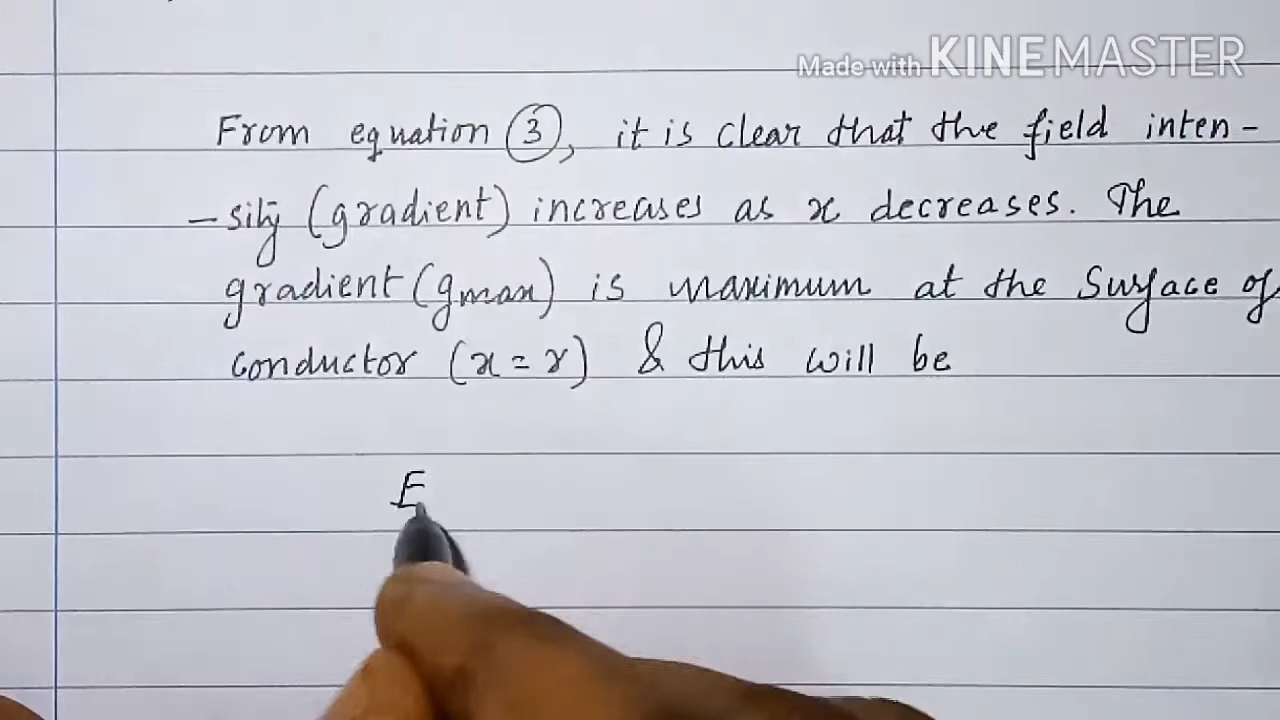 Made with KINEMASTER
From equation 3, it is clear that the field inten-
-sity (gradient) increases as x decreases. The
gradient (gmax) is maximum at the surface of
conductor (x = r) & this will be
E